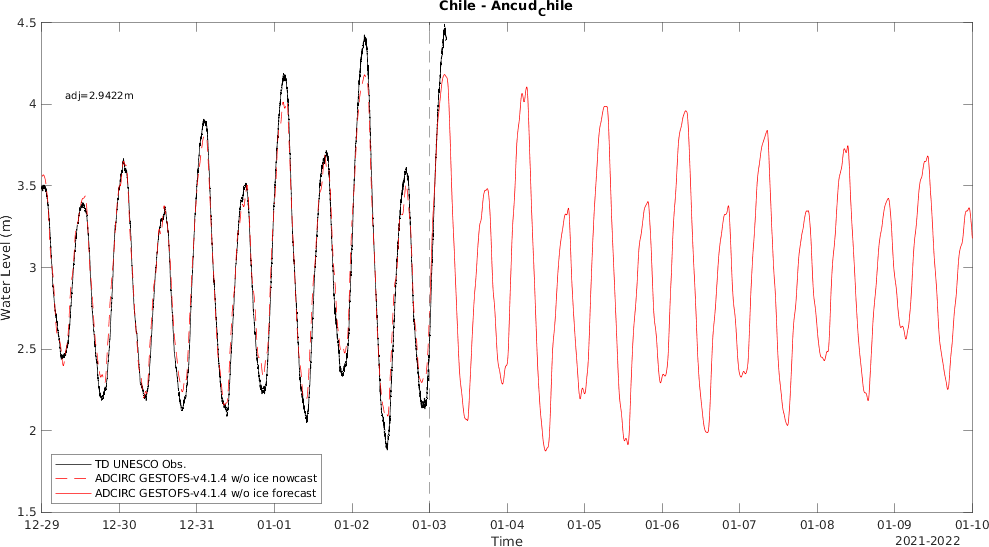 Chile - Ancud_Chile
4.5
4
3.5
3
2.5
2
1.5
Water Level (m)
adj=2.9422m
TD UNESCO Obs.
ADCIRC GESTOFS-v4.1.4 w/o ice nowcast
ADCIRC GESTOFS-v4.1.4 w/o ice forecast
12-29 12-30 12-31 01-01 01-02 01-03 01-04 01-05 01-06 01-07 01-08 01-09 01-10
Time
2021-2022